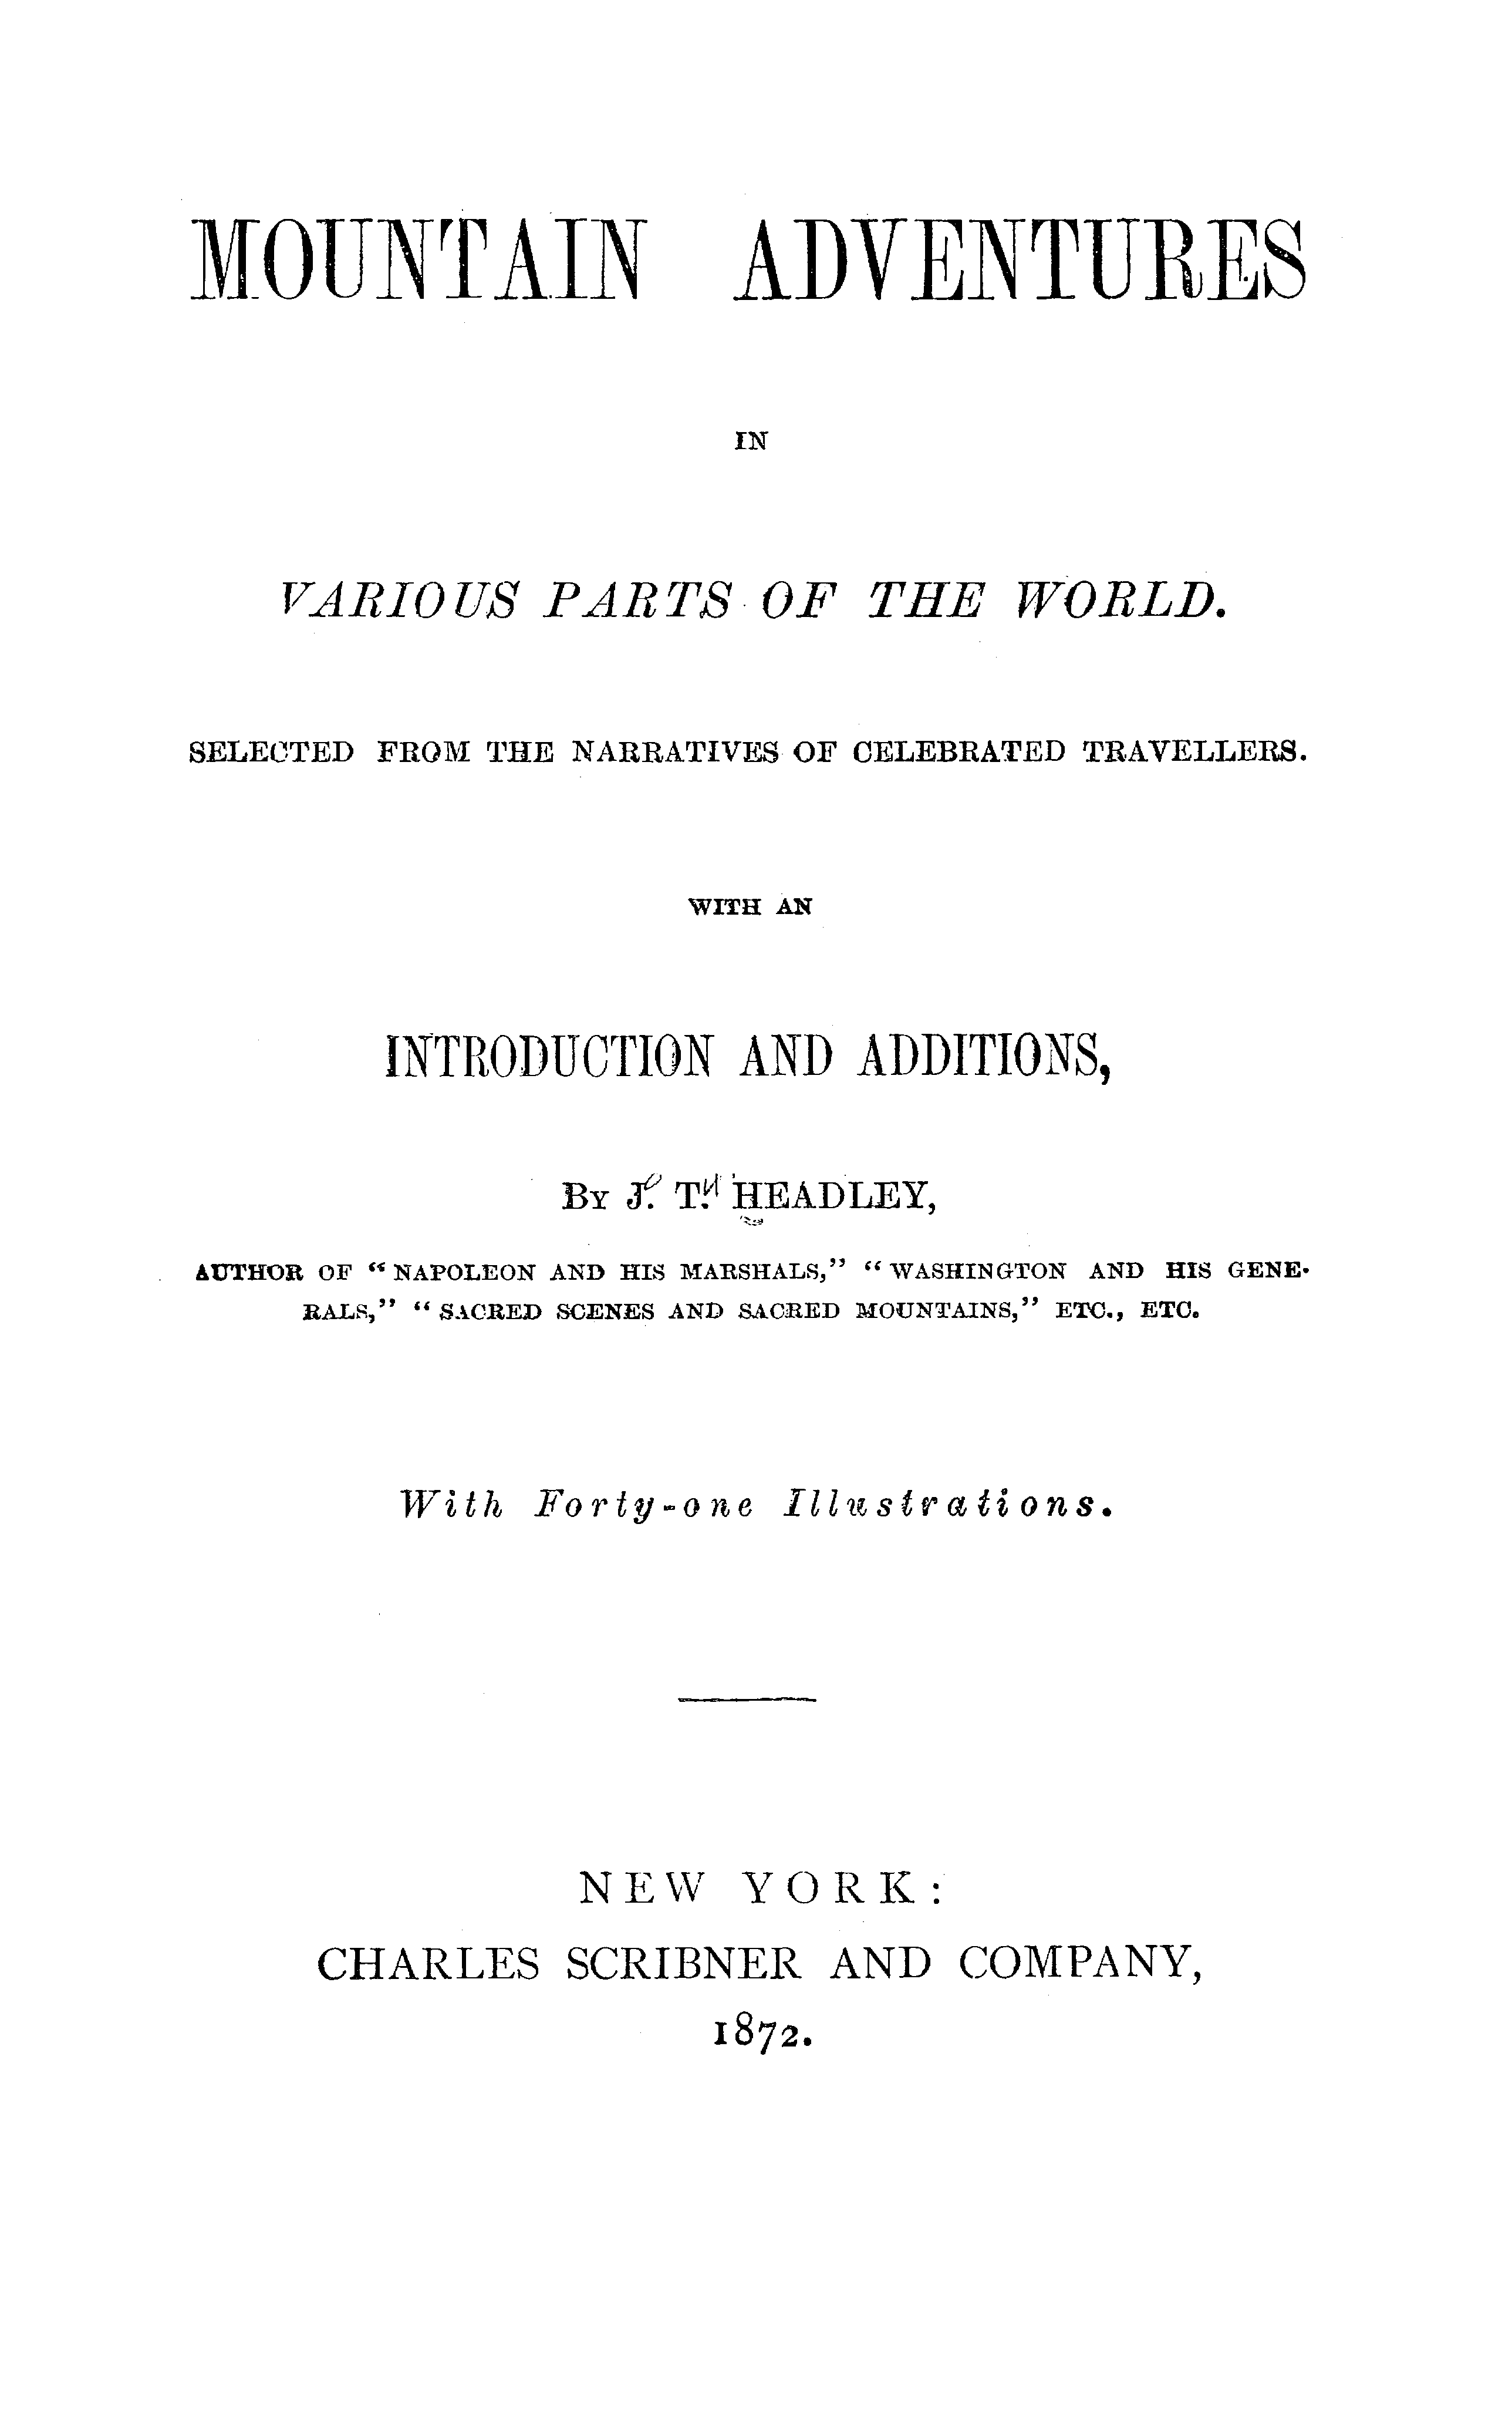 MOUNTAIN ADVENTURES
IN
VARIOUS PARTS OF THE WORLD.
SELECTED FROM THE NARRATIVES OF CELEBRATED TRAVELLERS.
WITH AN
INTRODUCTION AND ADDITIONS,
BY J. T. HEADLEY,
AUTHOR OF “NAPOLEON AND HIS MARSHALS,” “WASHINGTON AND HIS GENE-
RALS,” “SACRED SCENES AND SACRED MOUNTAINS,” ETC., ETC.
With Forty-one Illustrations.
NEW YORK:
CHARLES SCRIBNER AND COMPANY,
1872.